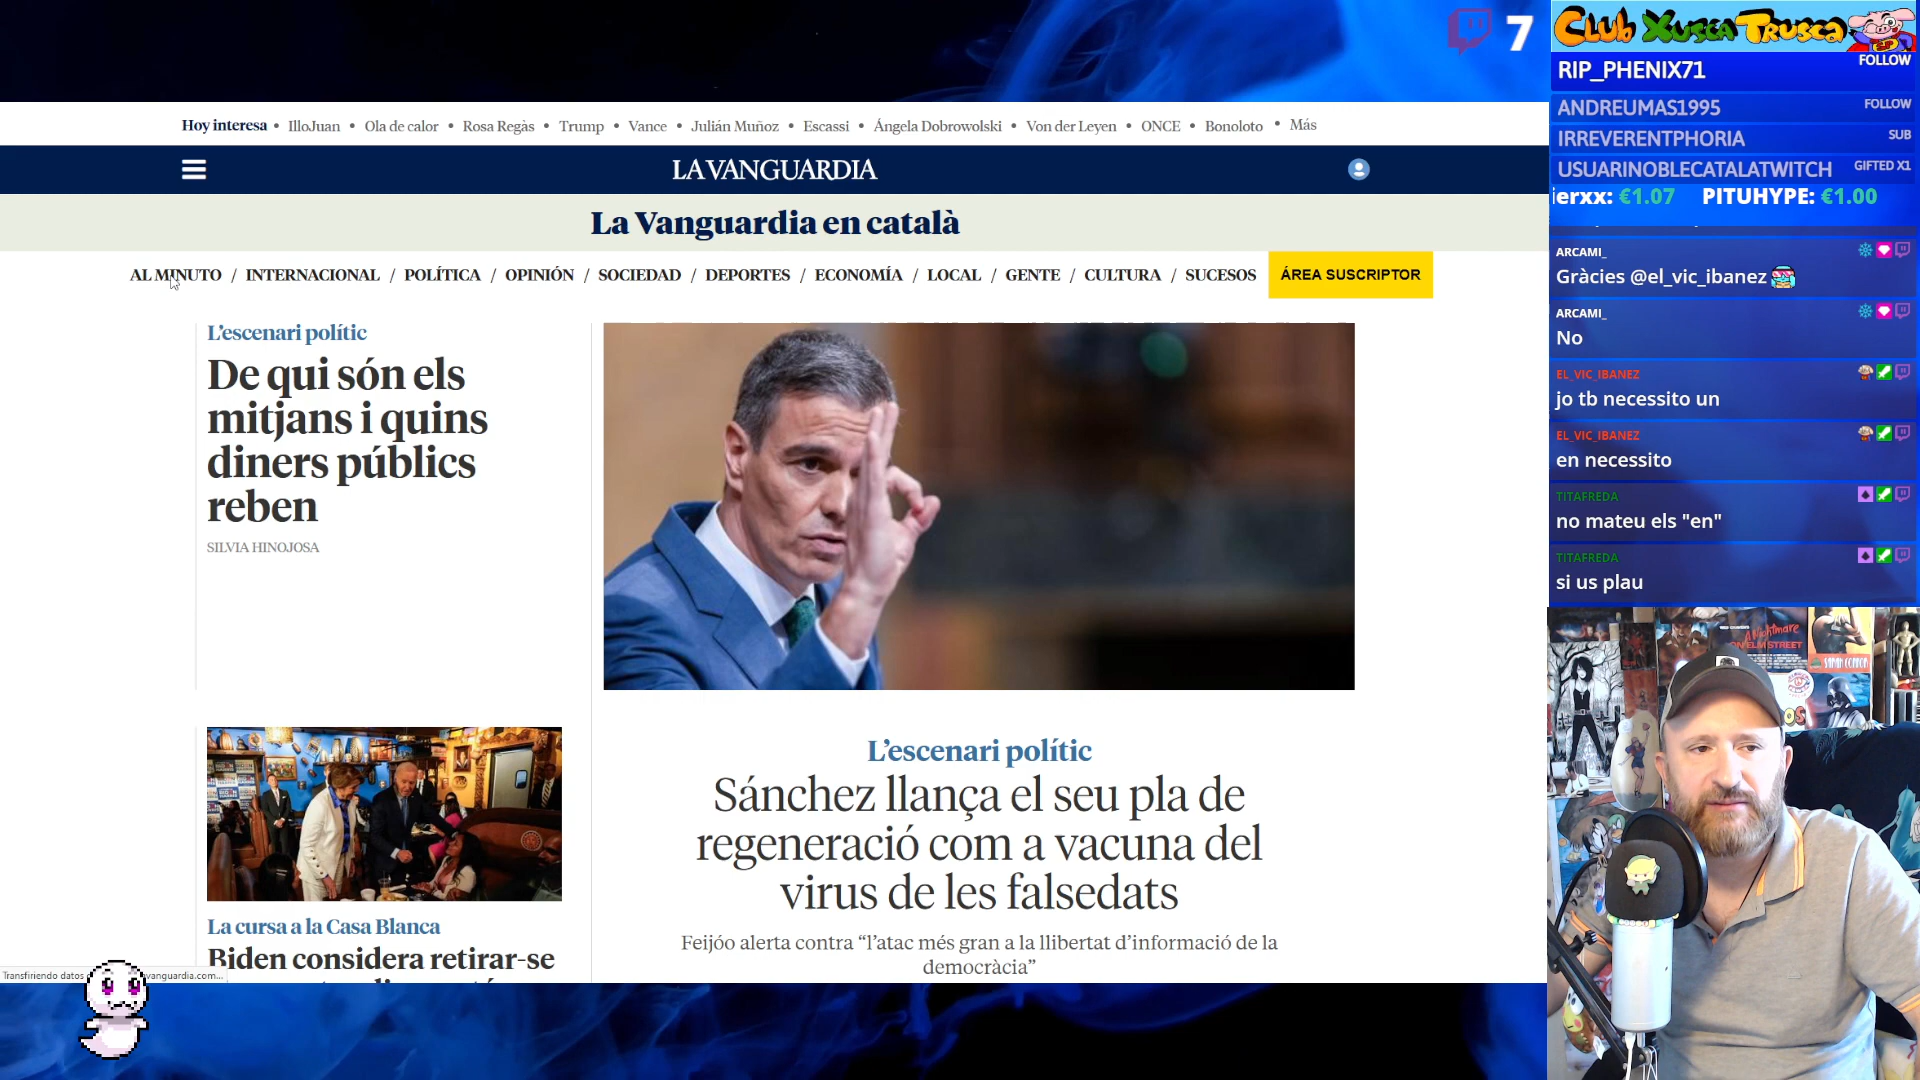 7
Hoy interesa • IlloJuan • Ola de calor • Rosa Regàs • Trump • Vance • Julián Muñoz • Escassi • Ángela Dobrowolski • Von der Leyen • ONCE • Bonoloto • Más
LA VANGUARDIA
La Vanguardia en català
AL MINUTO / INTERNACIONAL / POLÍTICA / OPINIÓN / SOCIEDAD / DEPORTES / ECONOMÍA / LOCAL / GENTE / CULTURA / SUCESOS ÁREA SUSCRIPTOR
L'escenari polític
De qui són els
mitjans i quins
diners públics
reben
SILVIA HINOJOSA
La cursa a la Casa Blanca
Biden considera retirar-se
Transfiriendo datos
vanguardia.com...
L'escenari polític
Sánchez llança el seu pla de
regeneració com a vacuna del
virus de les falsedats
Feijóo alerta contra “l’atac més gran a la llibertat d’informació de la
democràcia”
Club Xusca Trusca
RIP_PHENIX71 FOLLOW
ANDREUMAS1995 FOLLOW
IRREVERENTPHORIA SUB
USUARINOBLECATALATWITCH GIFTED X1
ierxx: €1.07 PITUHYPE: €1.00
ARCAMI_
Gràcies @el_vic_ibanez
ARCAMI_
No
EL_VIC_IBANEZ
jo tb necessito un
EL_VIC_IBANEZ
en necessito
TITAFREDA
no mateu els "en"
TITAFREDA
si us plau
A Nightmare
ON ELM STREET
SARAH CONNOR